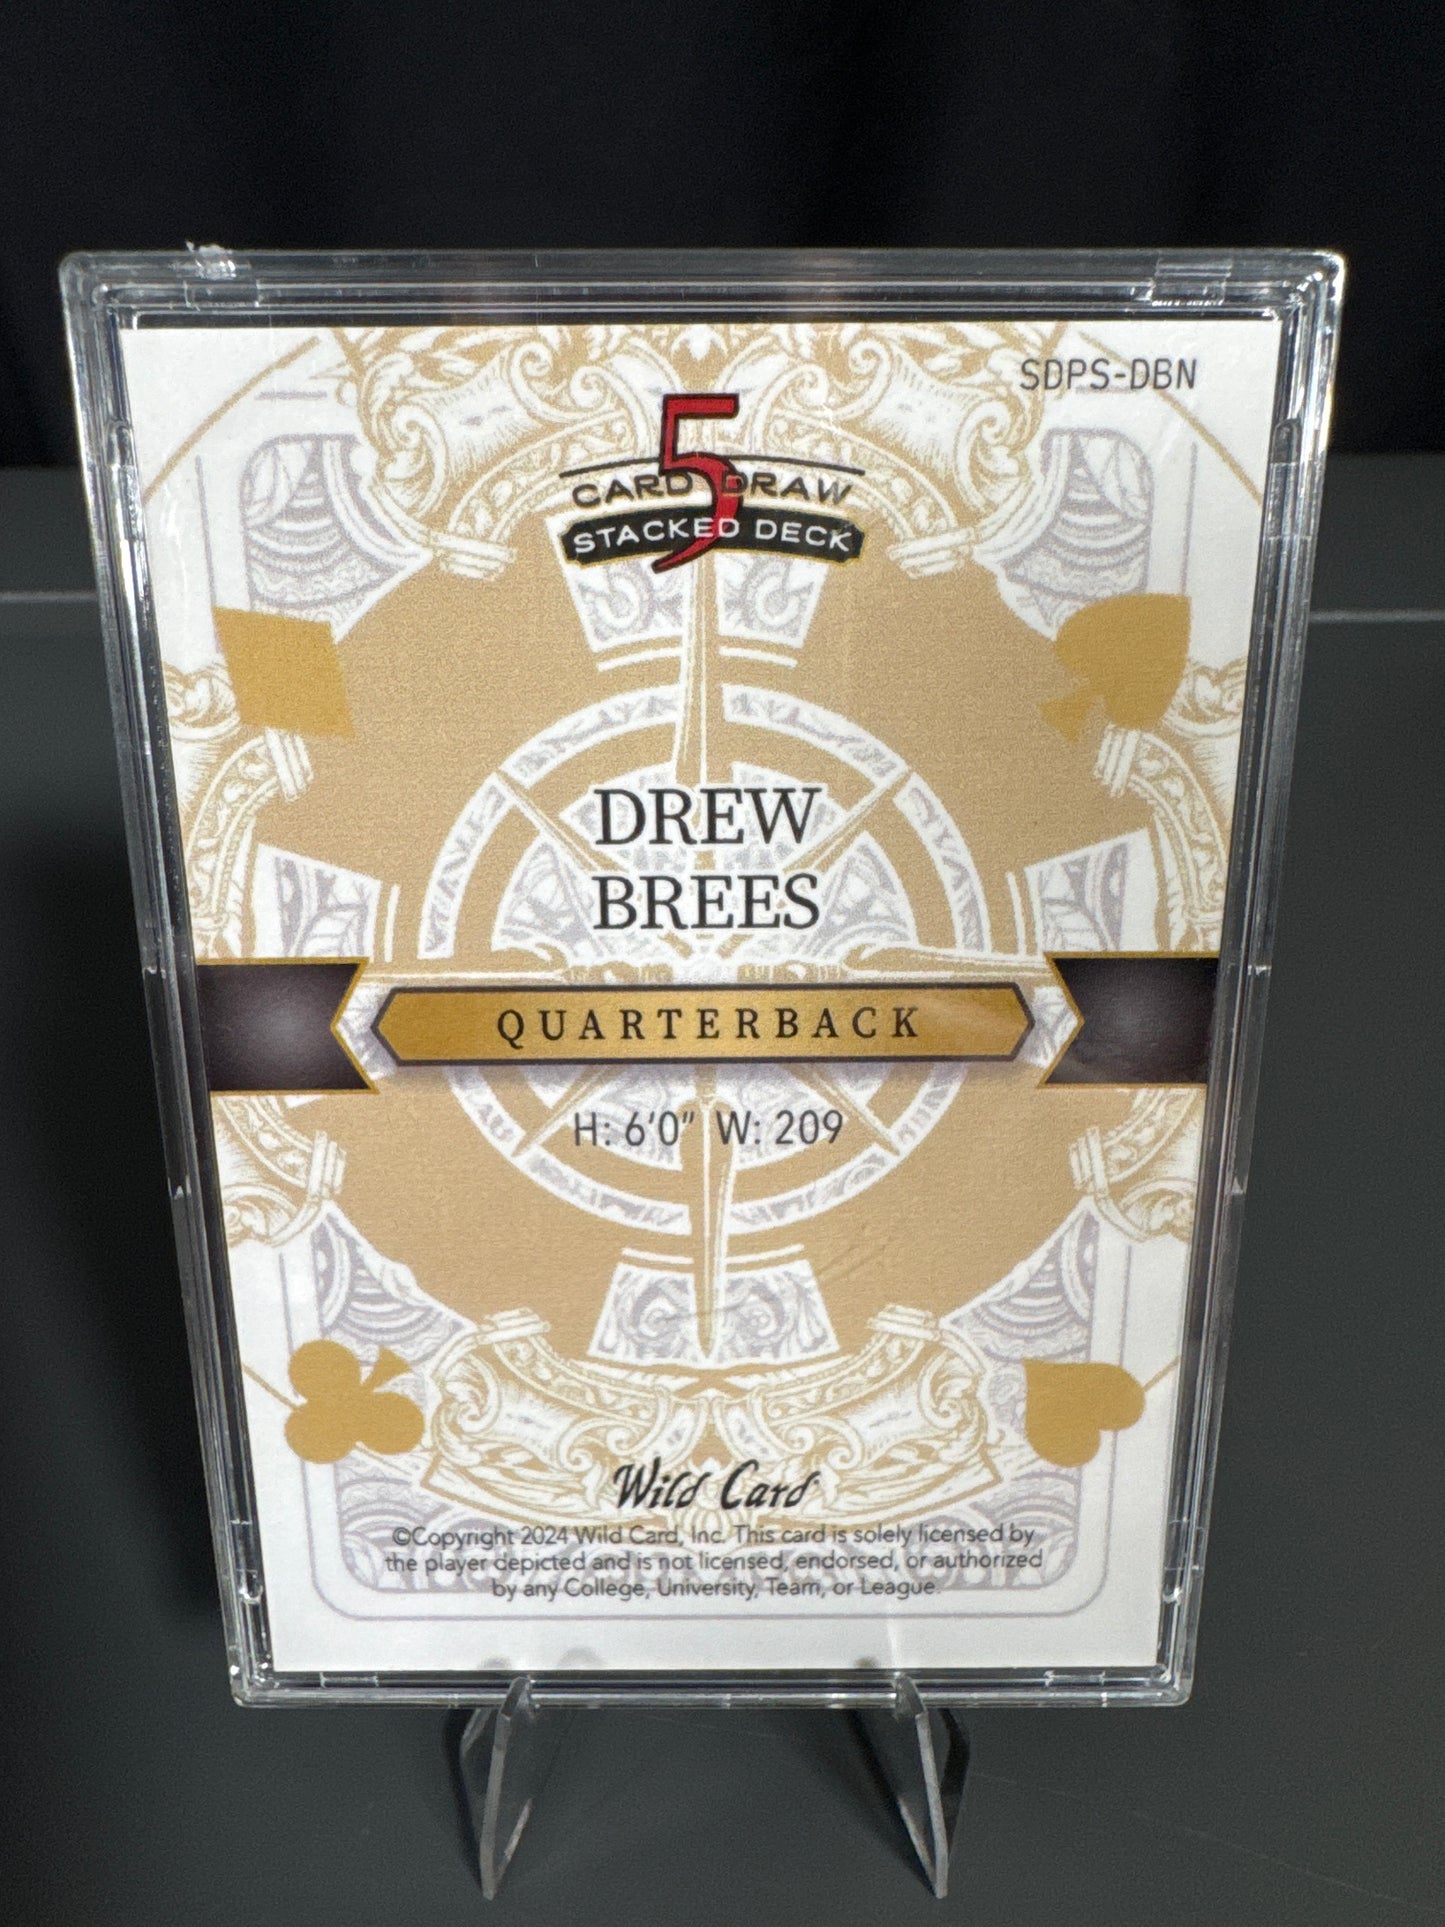 SDPS-DBN
5
CARD DRAW
STACKED DECK
DREW
BREES
QUARTERBACK
H: 6'0" W: 209
Wild Card
©Copyright 2024 Wild Card, Inc. This card is solely licensed by
the player depicted and is not licensed, endorsed, or authorized
by any College, University, Team, or League.